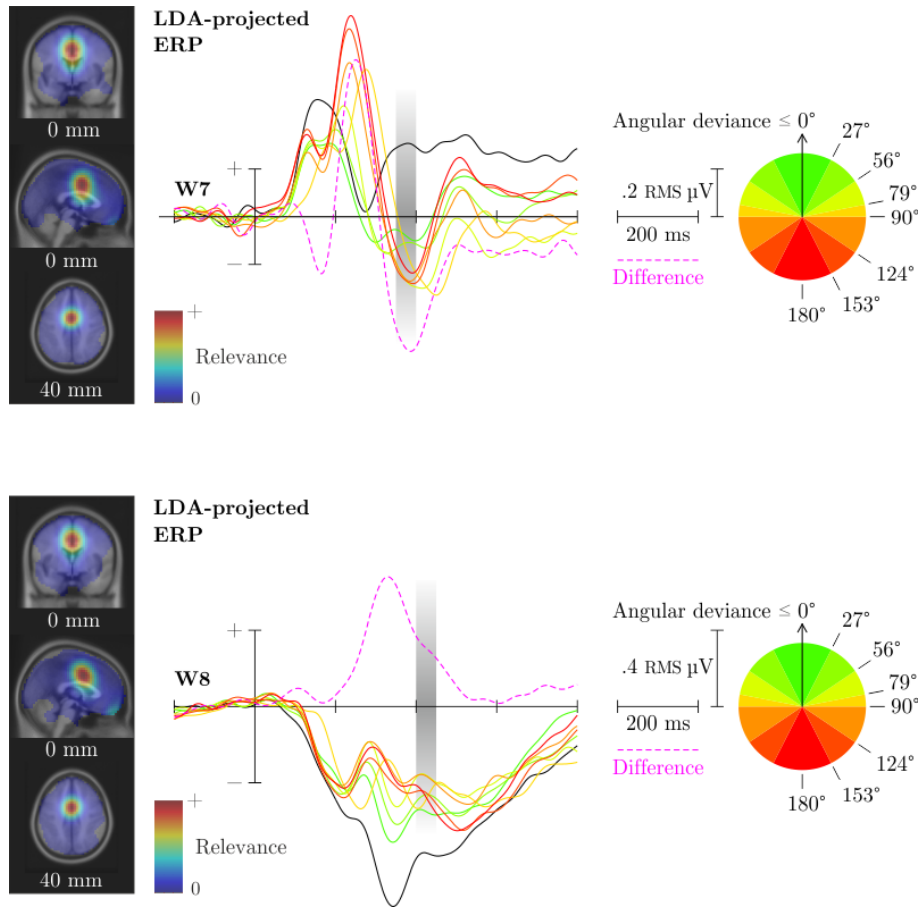 LDA-projected
ERP
0 mm
0 mm
40 mm
W7
+
−
+
Relevance
0
Angular deviance ≤ 0°
27°
56°
79°
90°
124°
153°
180°
.2 RMS µV
200 ms
Difference
LDA-projected
ERP
0 mm
0 mm
40 mm
W8
+
−
+
Relevance
0
Angular deviance ≤ 0°
27°
56°
79°
90°
124°
153°
180°
.4 RMS µV
200 ms
Difference